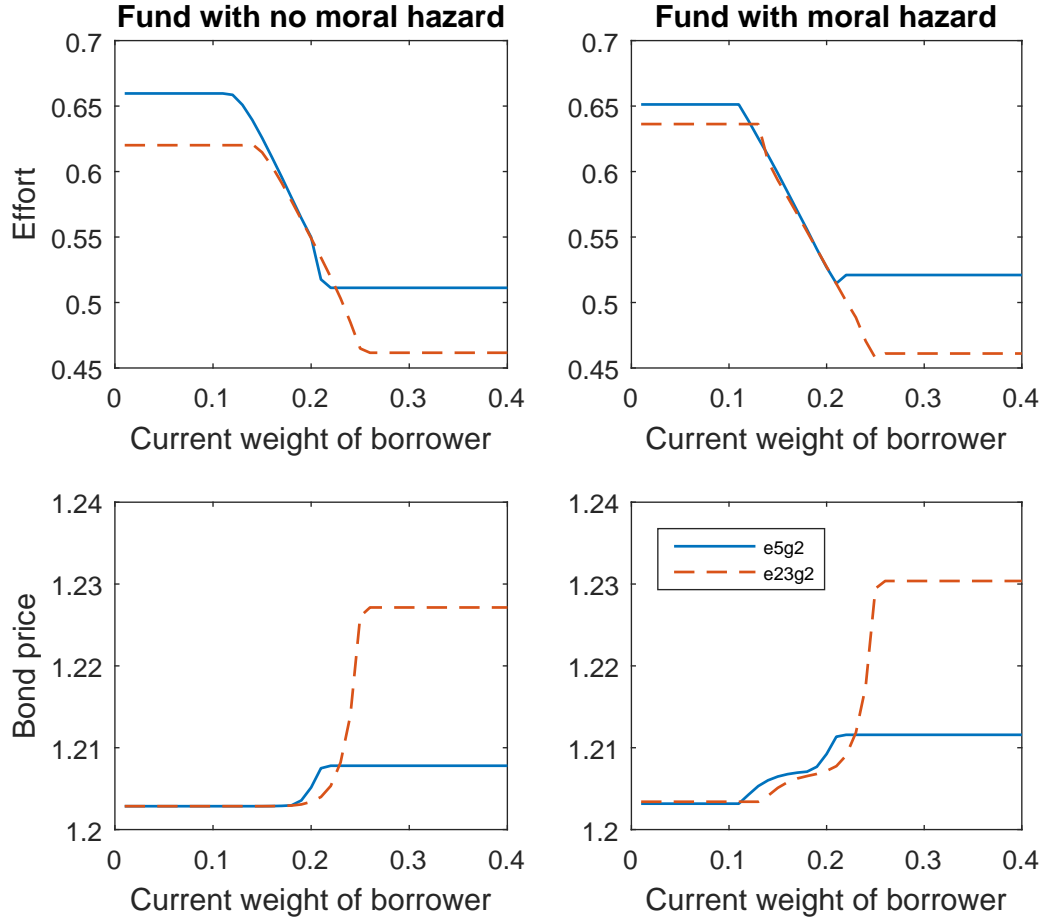 Fund with no moral hazard
0.7
0.65
0.6
0.55
0.5
0.45
Effort
0 0.1 0.2 0.3 0.4
Current weight of borrower
Fund with moral hazard
0.7
0.65
0.6
0.55
0.5
0.45
0 0.1 0.2 0.3 0.4
Current weight of borrower
1.24
1.23
1.22
1.21
1.2
Bond price
0 0.1 0.2 0.3 0.4
Current weight of borrower
1.24
1.23
1.22
1.21
1.2
e5g2
e23g2
0 0.1 0.2 0.3 0.4
Current weight of borrower